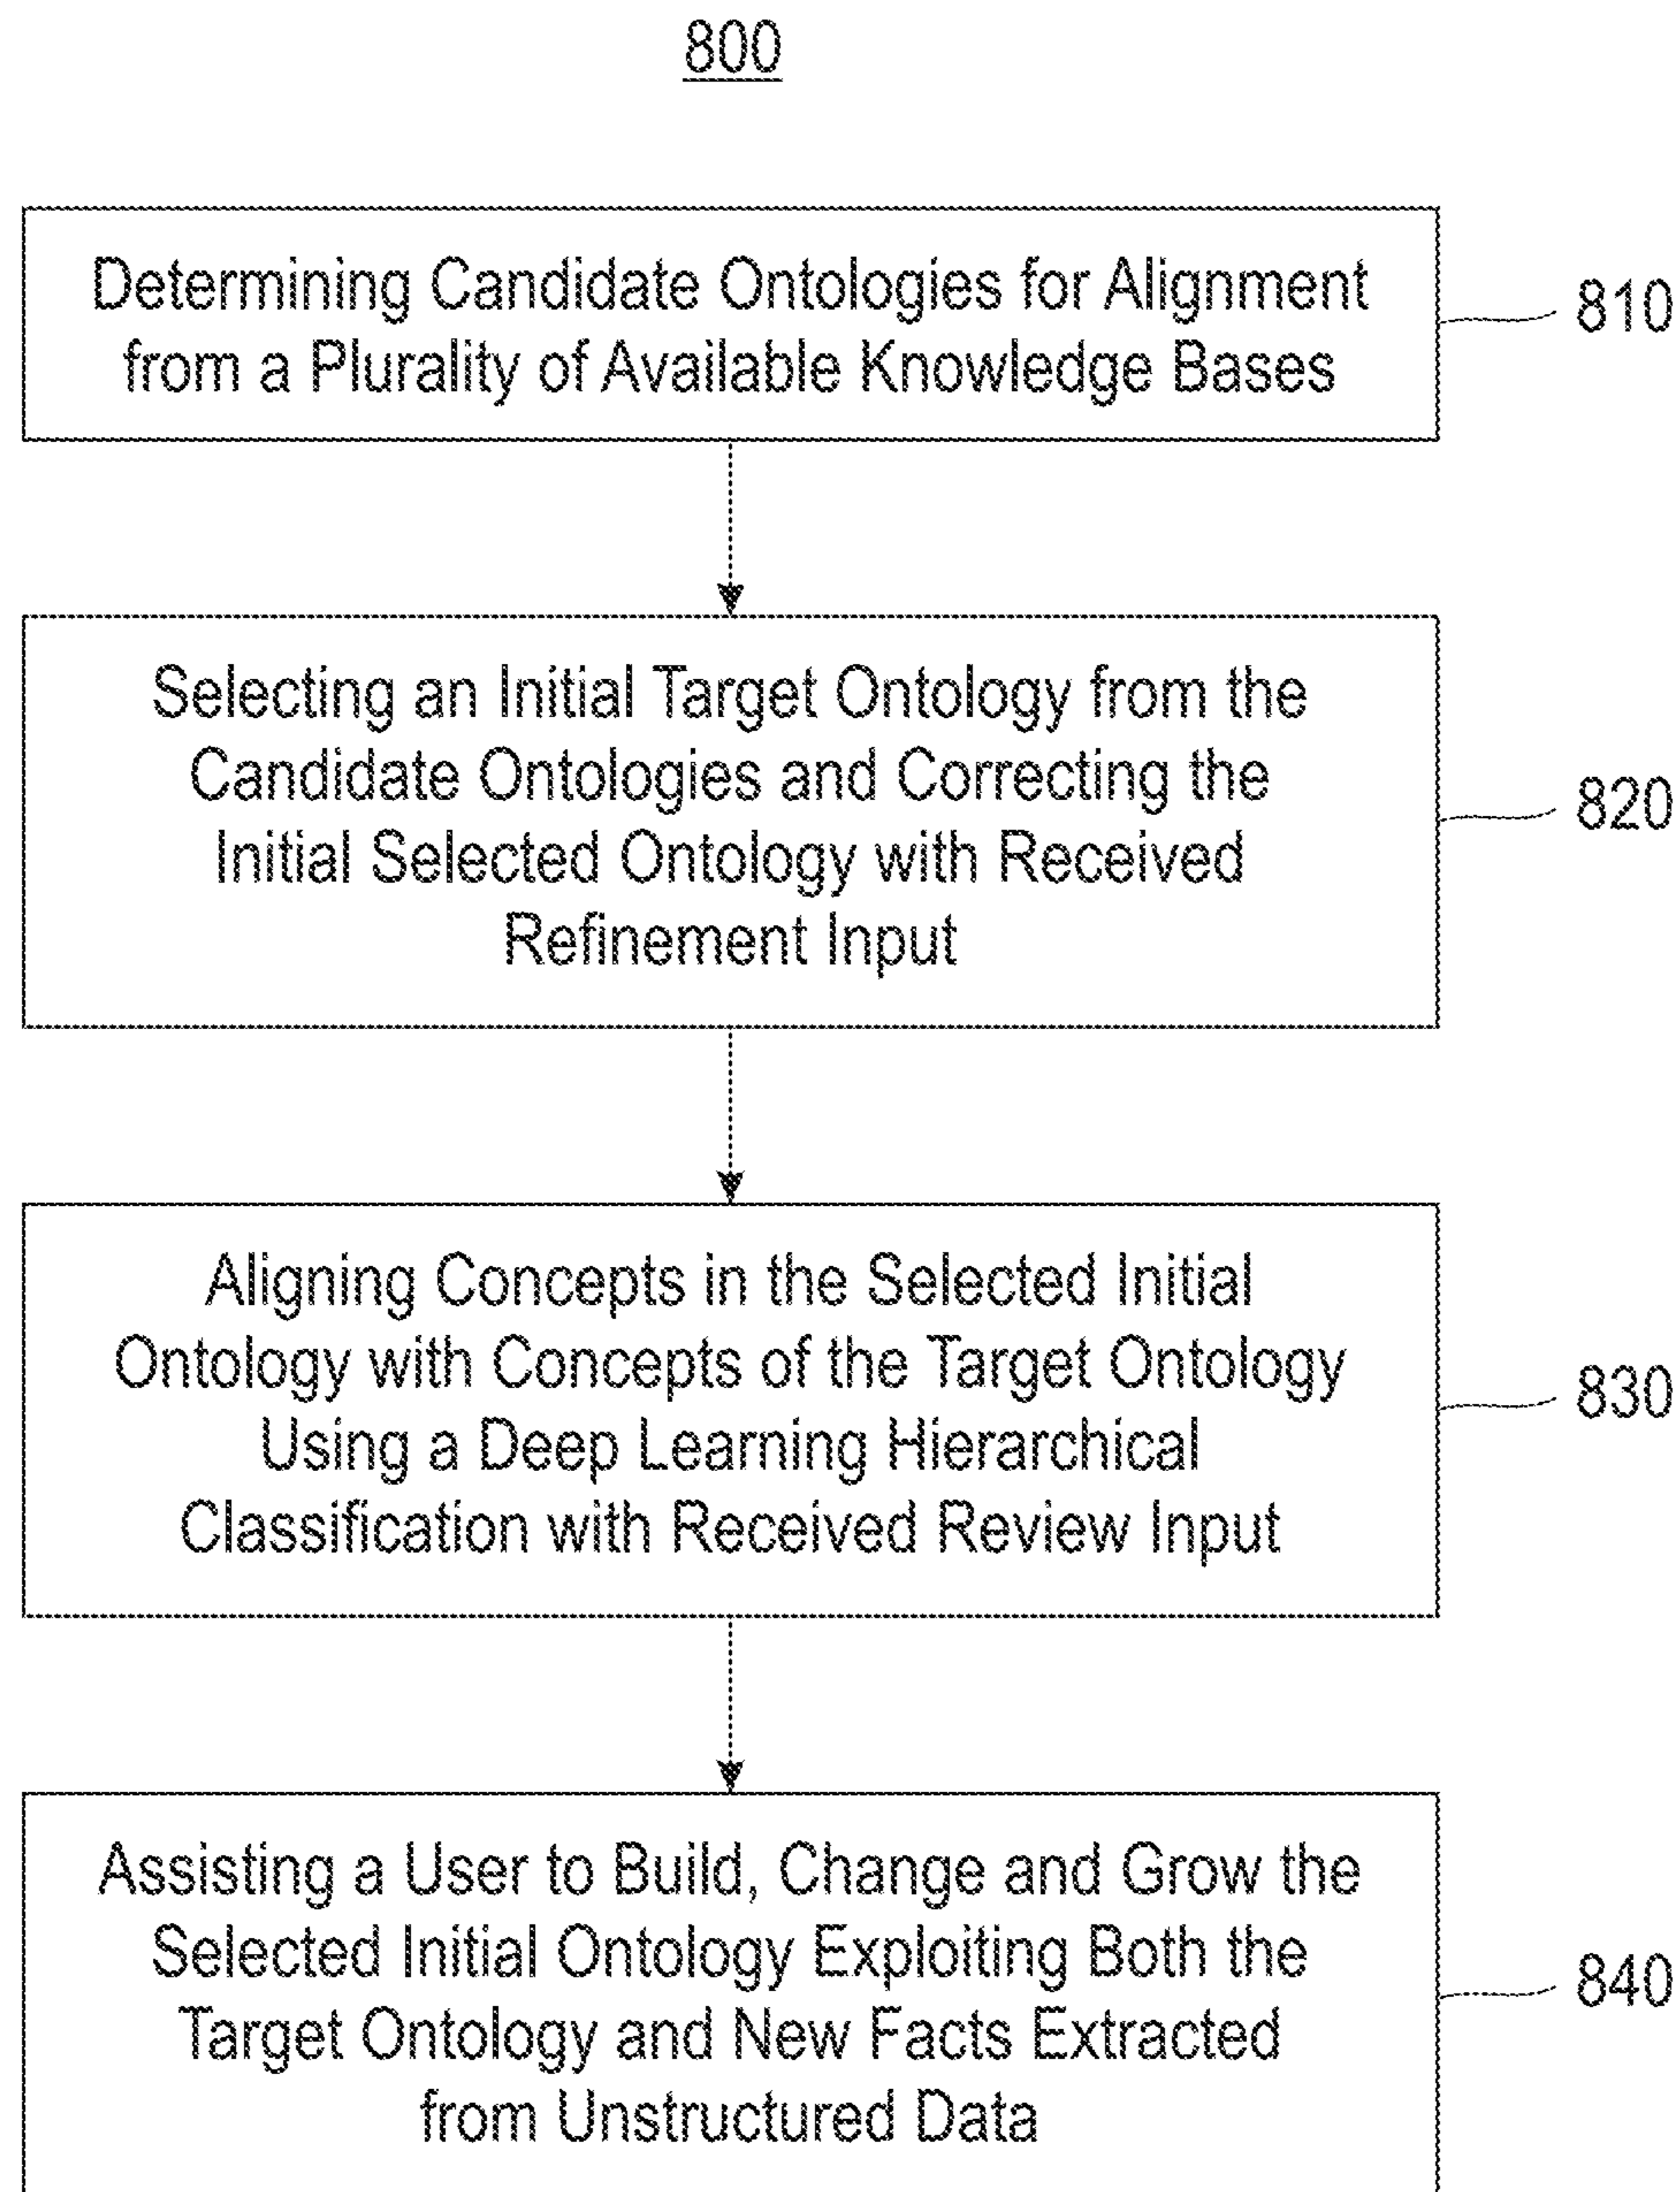 800
Determining Candidate Ontologies for Alignment
from a Plurality of Available Knowledge Bases
810
Selecting an Initial Target Ontology from the
Candidate Ontologies and Correcting the
Initial Selected Ontology with Received
Refinement Input
820
Aligning Concepts in the Selected Initial
Ontology with Concepts of the Target Ontology
Using a Deep Learning Hierarchical
Classification with Received Review Input
830
Assisting a User to Build, Change and Grow the
Selected Initial Ontology Exploiting Both the
Target Ontology and New Facts Extracted
from Unstructured Data
840